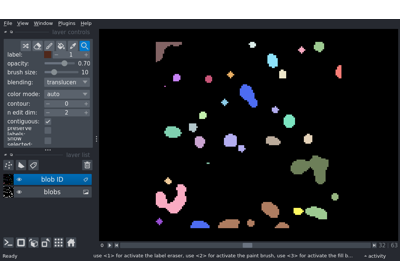 File View Window Plugins Help
layer controls
label: 1
opacity: 0.70
brush size: 10
blending: translucen
color mode: auto
contour: 0
n edit dim: 2
contiguous:
preserve labels:
show selected:
layer list
blob ID
blobs
32 63
Ready
use <1> for activate the label eraser, use <2> for activate the paint brush, use <3> for activate the fill b...
activity